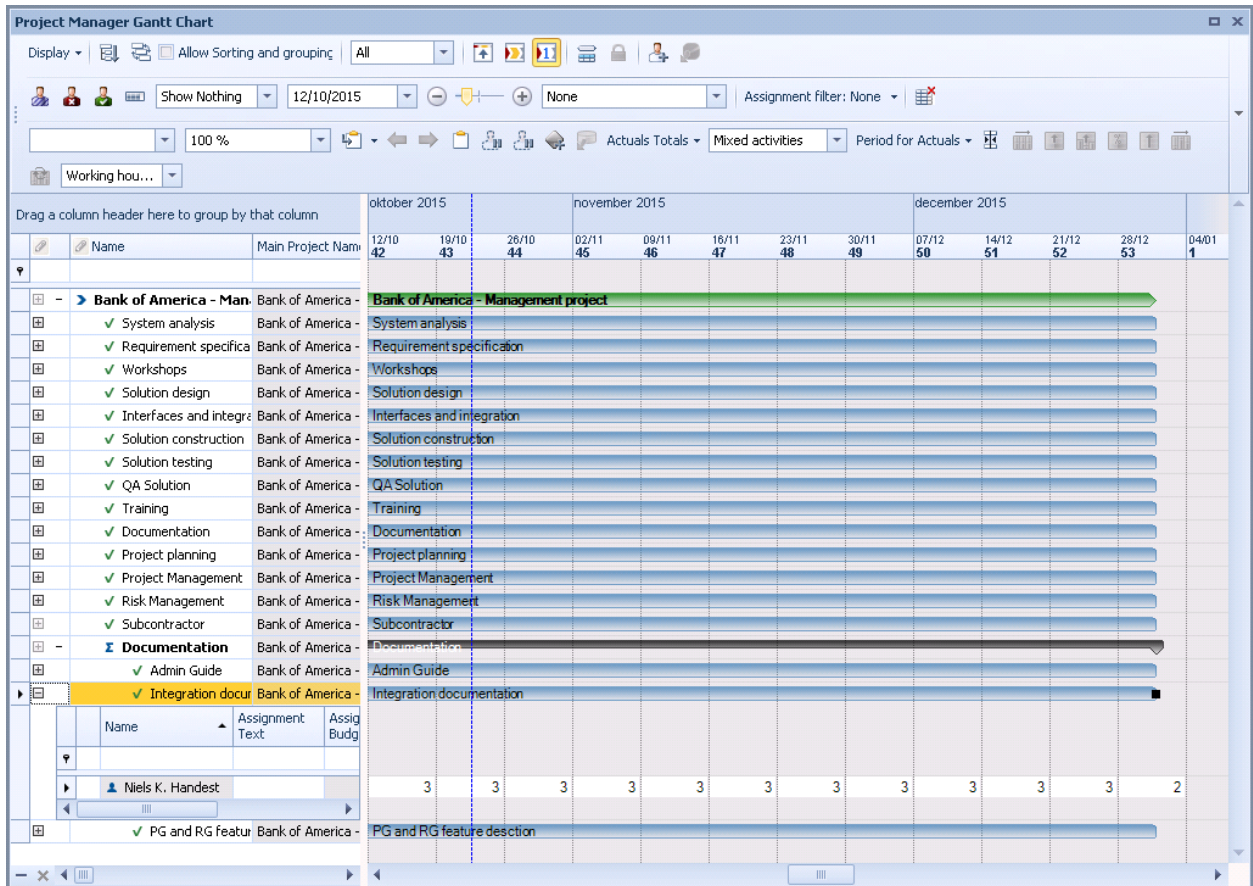 Project Manager Gantt Chart
Display Allow Sorting and grouping All
Show Nothing 12/10/2015 None Assignment filter: None
100 % Actuals Totals Mixed activities Period for Actuals
Working hou...
Drag a column header here to group by that column
oktober 2015 november 2015 december 2015
Name Main Project Nam
12/10 19/10 26/10 02/11 09/11 16/11 23/11 30/11 07/12 14/12 21/12 28/12 04/01
42 43 44 45 46 47 48 49 50 51 52 53 1
Bank of America - Man. Bank of America - Bank of America - Management project
System analysis Bank of America - System analysis
Requirement specifica Bank of America - Requirement specification
Workshops Bank of America - Workshops
Solution design Bank of America - Solution design
Interfaces and integra Bank of America - Interfaces and integration
Solution construction Bank of America - Solution construction
Solution testing Bank of America - Solution testing
QA Solution Bank of America - QA Solution
Training Bank of America - Training
Documentation Bank of America - Documentation
Project planning Bank of America - Project planning
Project Management Bank of America - Project Management
Risk Management Bank of America - Risk Management
Subcontractor Bank of America - Subcontractor
Σ Documentation Bank of America - Documentation
Admin Guide Bank of America - Admin Guide
Integration docur Bank of America - Integration documentation
Name Assignment Text Assig Budg
Niels K. Handest 3 3 3 3 3 3 3 3 3 3 3 2
PG and RG featur Bank of America - PG and RG feature desction